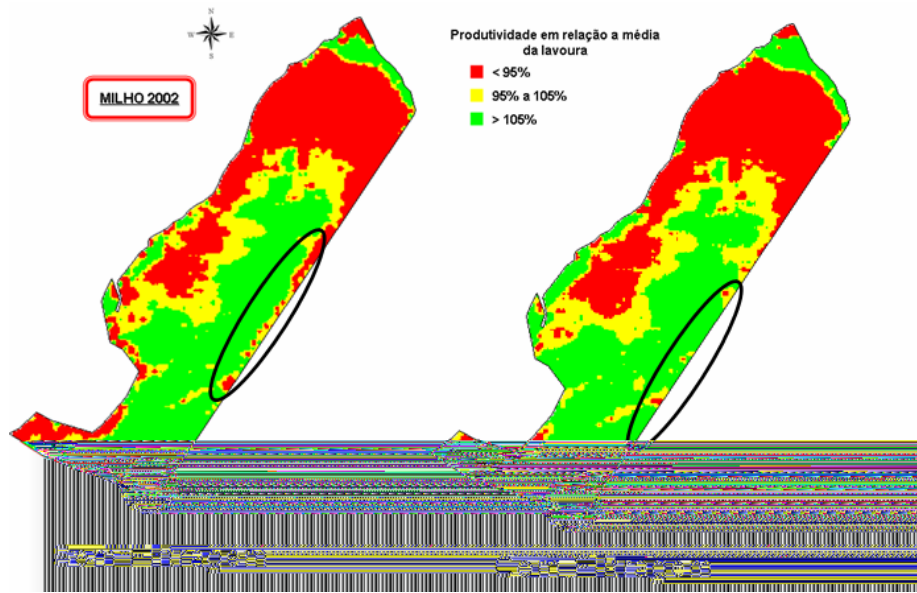 N
W E
S
MILHO 2002
Produtividade em relação a média
da lavoura
< 95%
95% a 105%
> 105%